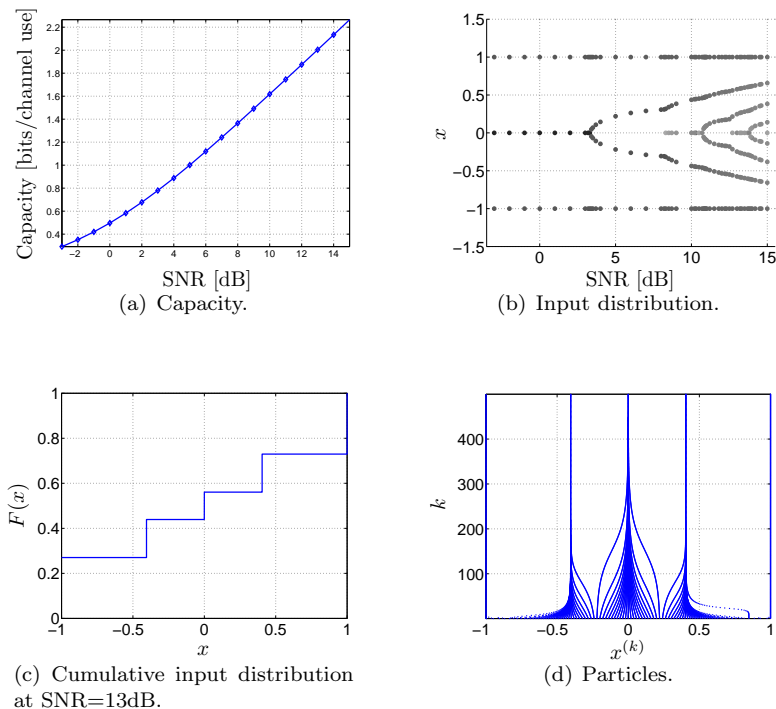 Capacity [bits/channel use]
2.2
2
1.8
1.6
1.4
1.2
1
0.8
0.6
0.4
−2 0 2 4 6 8 10 12 14
SNR [dB]
(a) Capacity.
x
1.5
1
0.5
0
−0.5
−1
−1.5
0 5 10 15
SNR [dB]
(b) Input distribution.
F(x)
1
0.8
0.6
0.4
0.2
0
−1 −0.5 0 0.5 1
x
(c) Cumulative input distribution
at SNR=13dB.
k
400
300
200
100
−1 −0.5 0 0.5 1
x^{(k)}
(d) Particles.